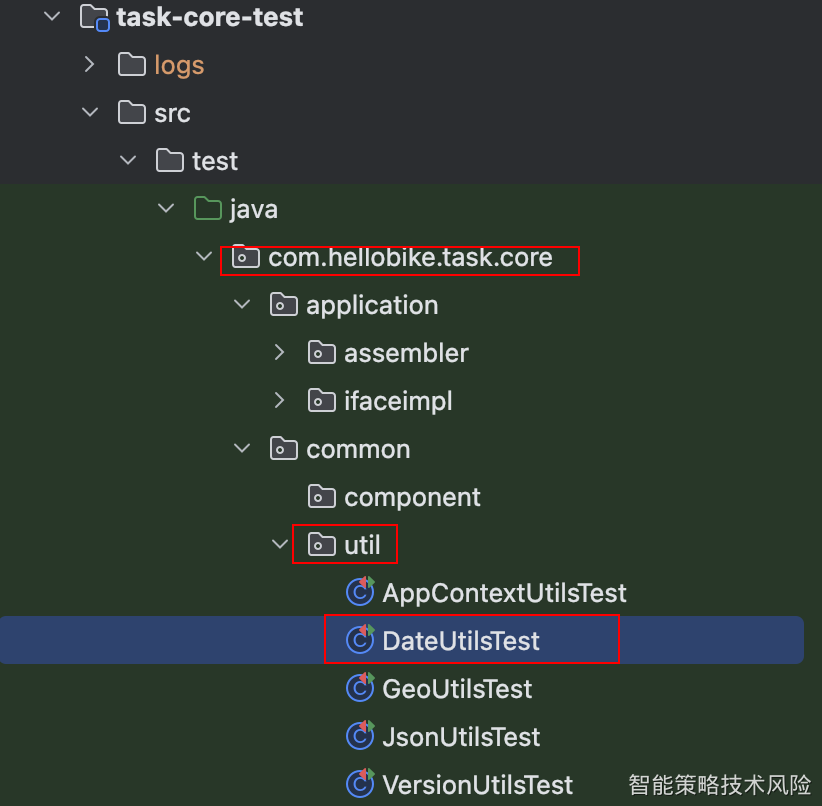 task-core-test
logs
src
test
java
com.hellobike.task.core
application
assembler
ifaceimpl
common
component
util
AppContextUtilsTest
DateUtilsTest
GeoUtilsTest
JsonUtilsTest
VersionUtilsTest
智能策略技术风险